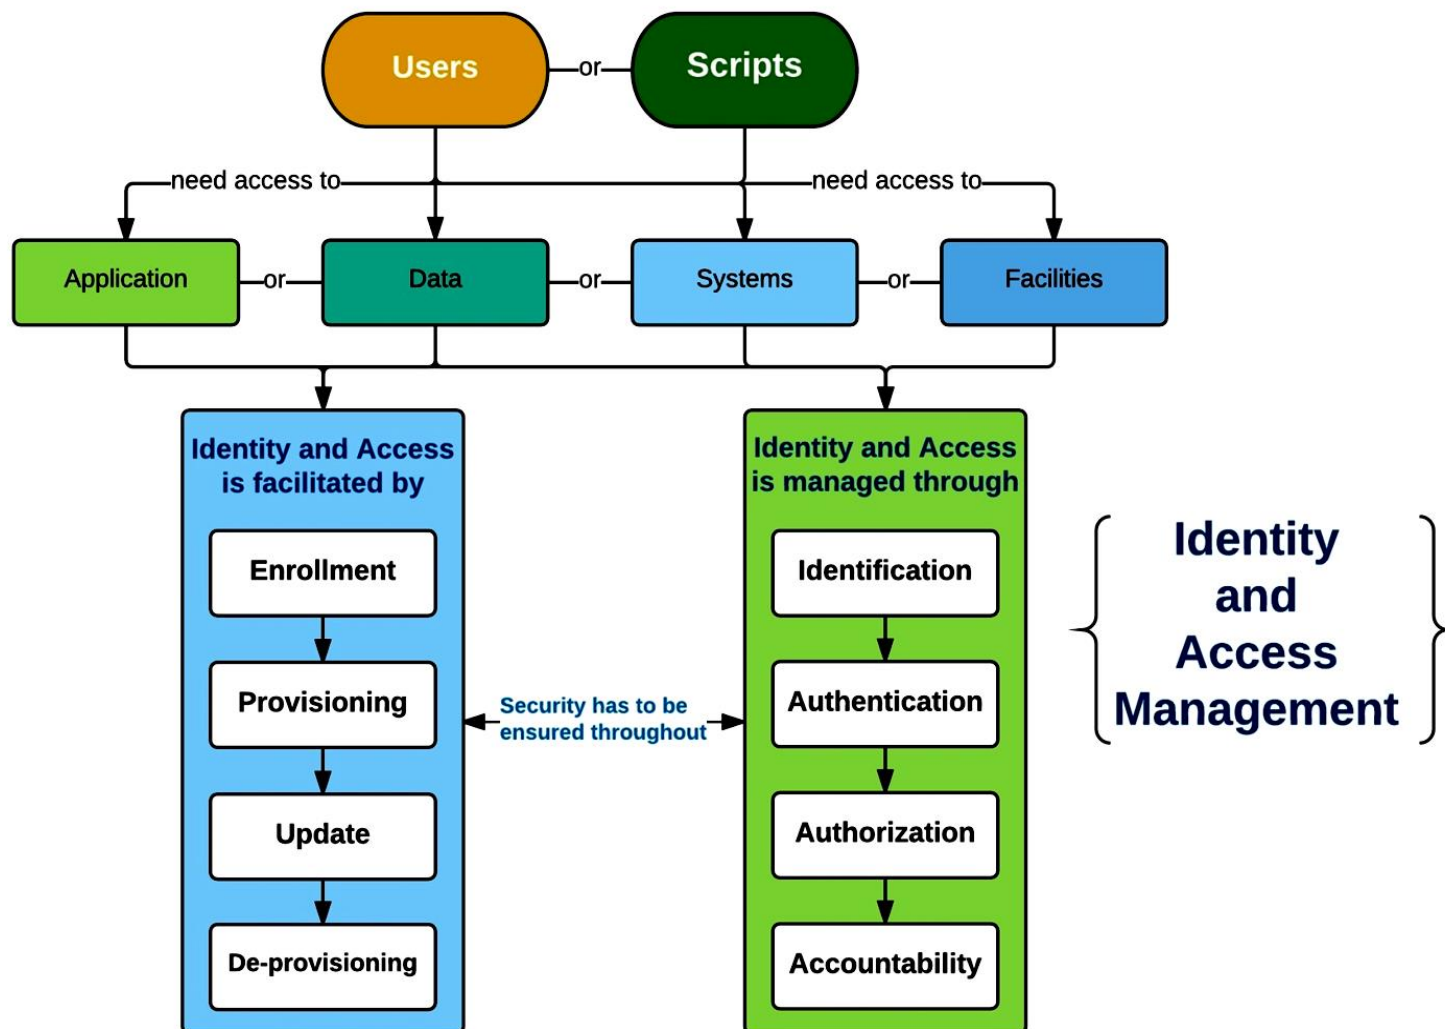 Users
or
Scripts
need access to
need access to
Application
or
Data
or
Systems
or
Facilities
Identity and Access
is facilitated by
Enrollment
Provisioning
Update
De-provisioning
Security has to be
ensured throughout
Identity and Access
is managed through
Identification
Authentication
Authorization
Accountability
Identity
and
Access
Management